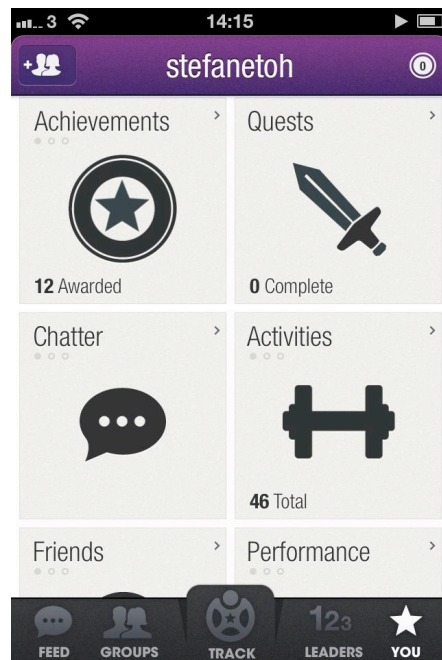 3 14:15
stefanetoh 0
Achievements
12 Awarded
Quests
0 Complete
Chatter
Activities
46 Total
Friends
Performance
FEED GROUPS TRACK 123 LEADERS YOU